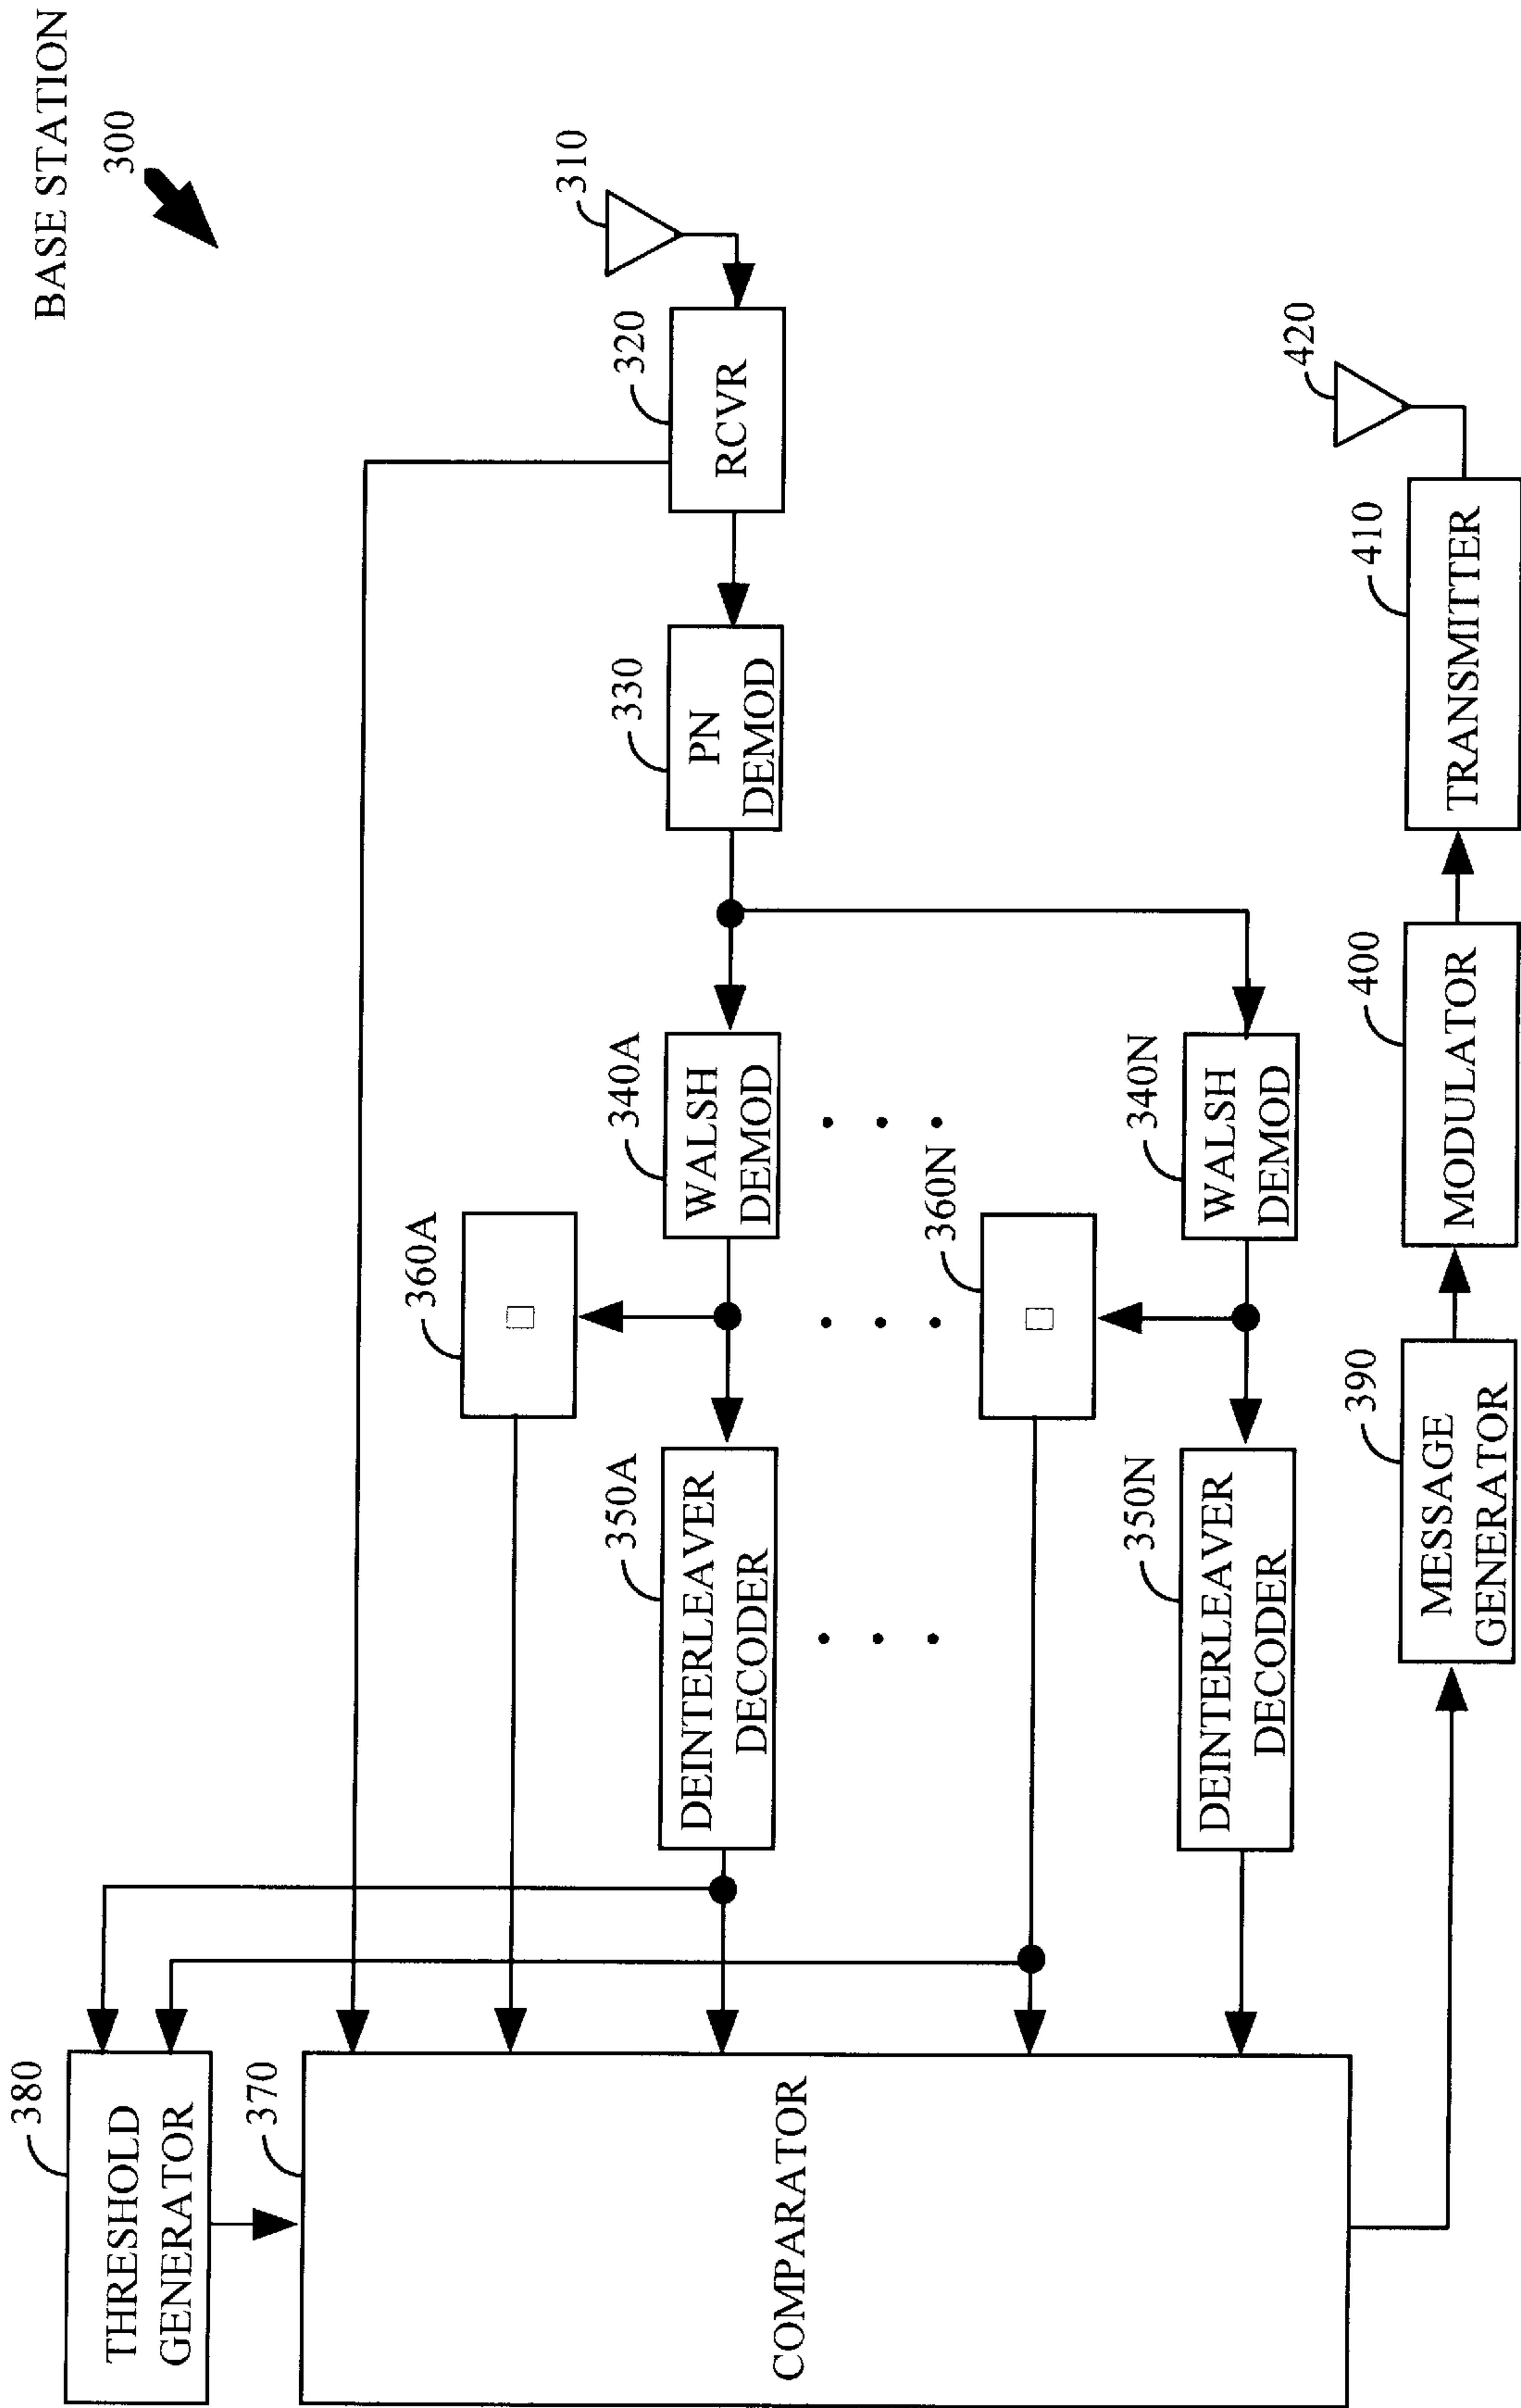 BASE STATION
300
310
320
RCVR
330
PN
DEMOD
340A
WALSH
DEMOD
360A
□
350A
DEINTERLEAVER
DECODER
340N
WALSH
DEMOD
360N
□
350N
DEINTERLEAVER
DECODER
380
THRESHOLD
GENERATOR
370
COMPARATOR
390
MESSAGE
GENERATOR
400
MODULATOR
410
TRANSMITTER
420